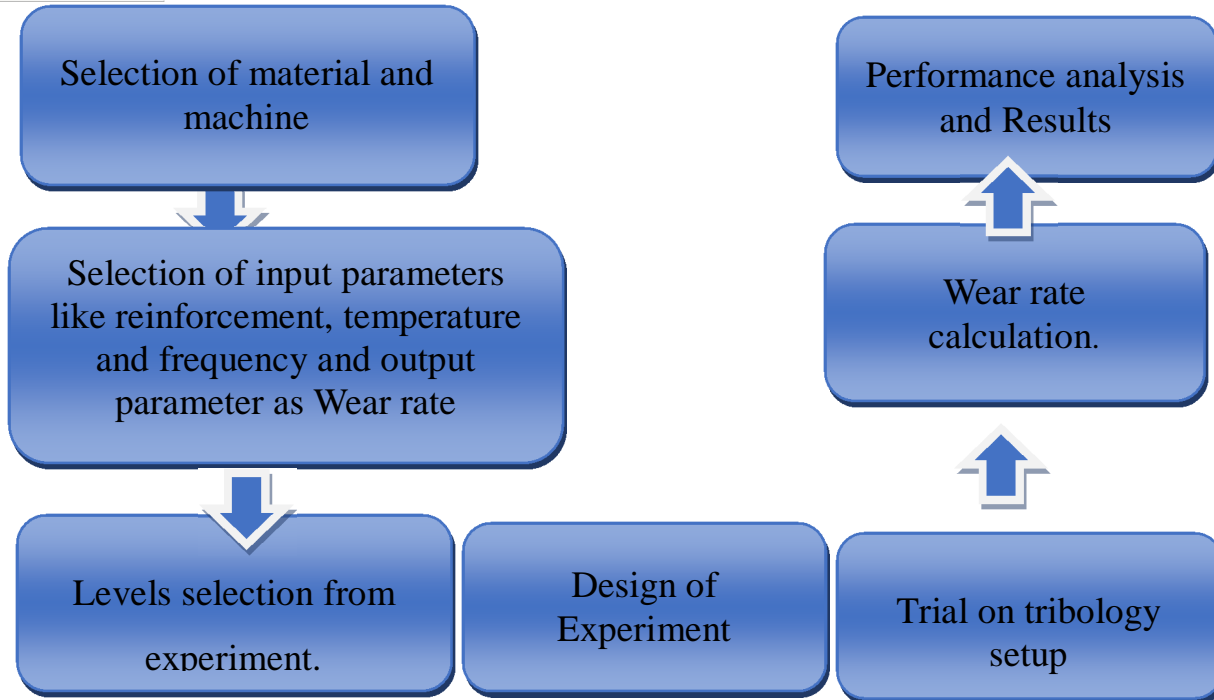 Selection of material and
machine
Selection of input parameters
like reinforcement, temperature
and frequency and output
parameter as Wear rate
Levels selection from
experiment.
Design of
Experiment
Trial on tribology
setup
Wear rate
calculation.
Performance analysis
and Results